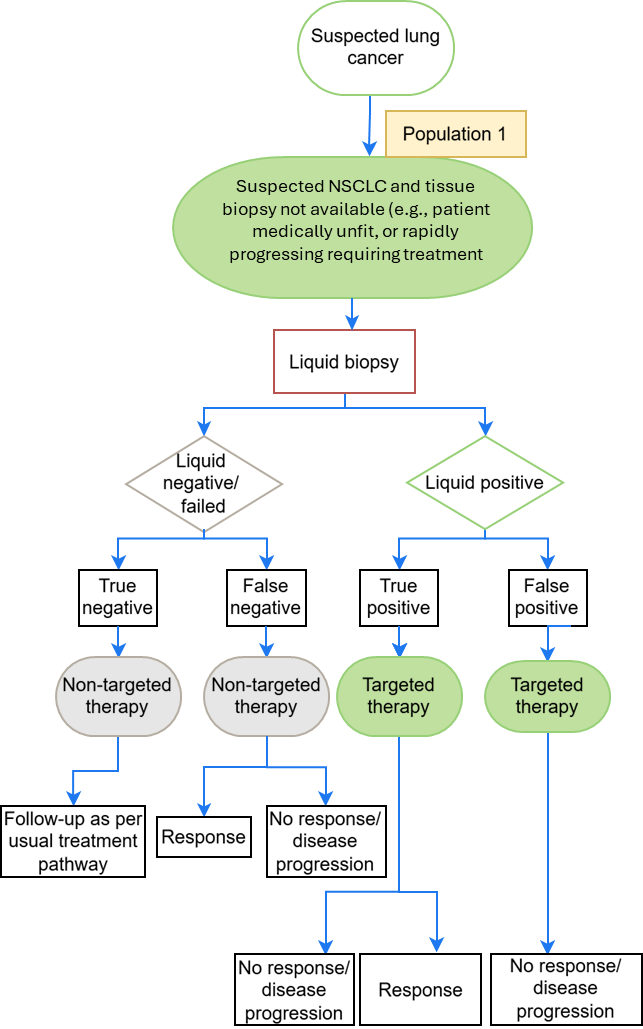 Suspected lung
cancer
Population 1
Suspected NSCLC and tissue
biopsy not available (e.g., patient
medically unfit, or rapidly
progressing requiring treatment
Liquid biopsy
Liquid
negative/
failed
Liquid positive
True
negative
False
negative
True
positive
False
positive
Non-targeted
therapy
Non-targeted
therapy
Targeted
therapy
Targeted
therapy
Follow-up as per
usual treatment
pathway
Response
No response/
disease
progression
No response/
disease
progression
Response
No response/
disease
progression